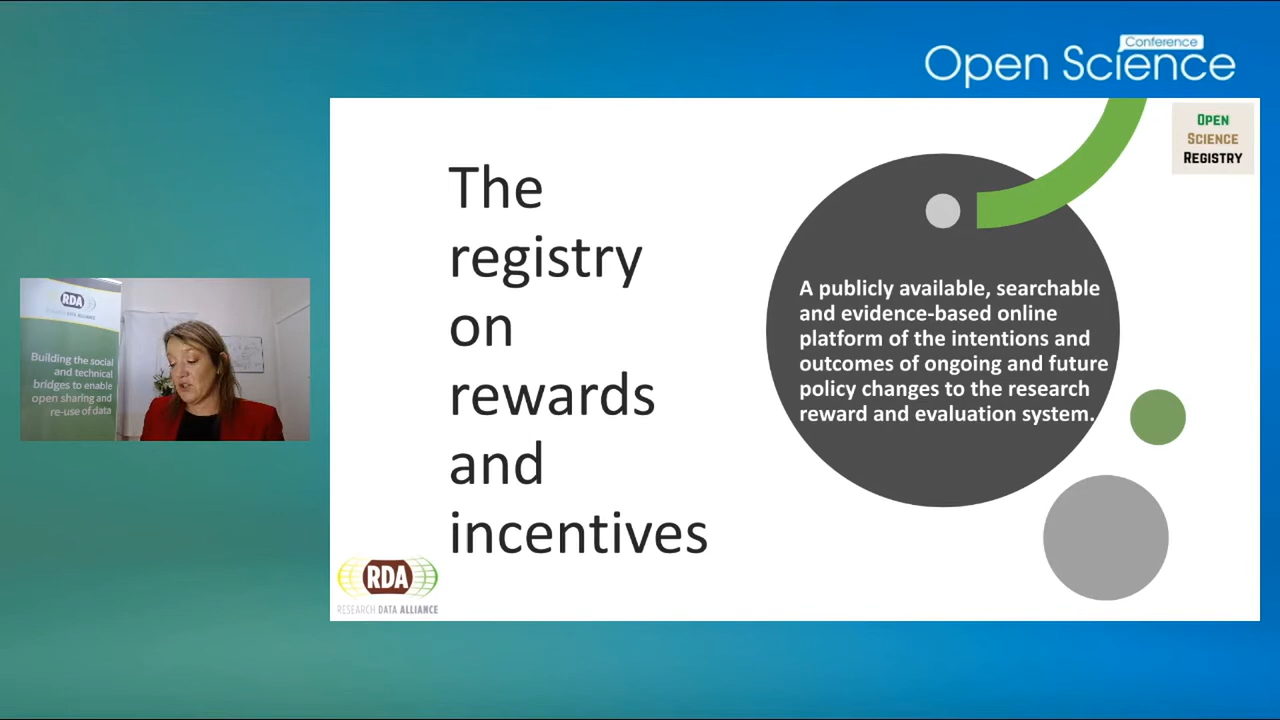 Conference
Open Science
OPEN
SCIENCE
REGISTRY
The
registry
on
rewards
and
incentives
A publicly available, searchable
and evidence-based online
platform of the intentions and
outcomes of ongoing and future
policy changes to the research
reward and evaluation system.
RDA
RESEARCH DATA ALLIANCE
RDA
RESEARCH DATA ALLIANCE
Building the social
and technical
bridges to enable
open sharing and
re-use of data